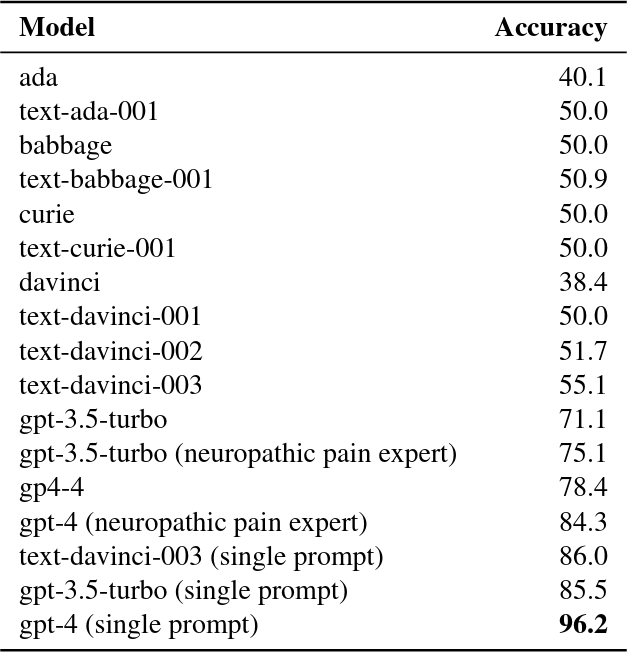 Model Accuracy
ada 40.1
text-ada-001 50.0
babbage 50.0
text-babbage-001 50.9
curie 50.0
text-curie-001 50.0
davinci 38.4
text-davinci-001 50.0
text-davinci-002 51.7
text-davinci-003 55.1
gpt-3.5-turbo 71.1
gpt-3.5-turbo (neuropathic pain expert) 75.1
gp4-4 78.4
gpt-4 (neuropathic pain expert) 84.3
text-davinci-003 (single prompt) 86.0
gpt-3.5-turbo (single prompt) 85.5
gpt-4 (single prompt) 96.2